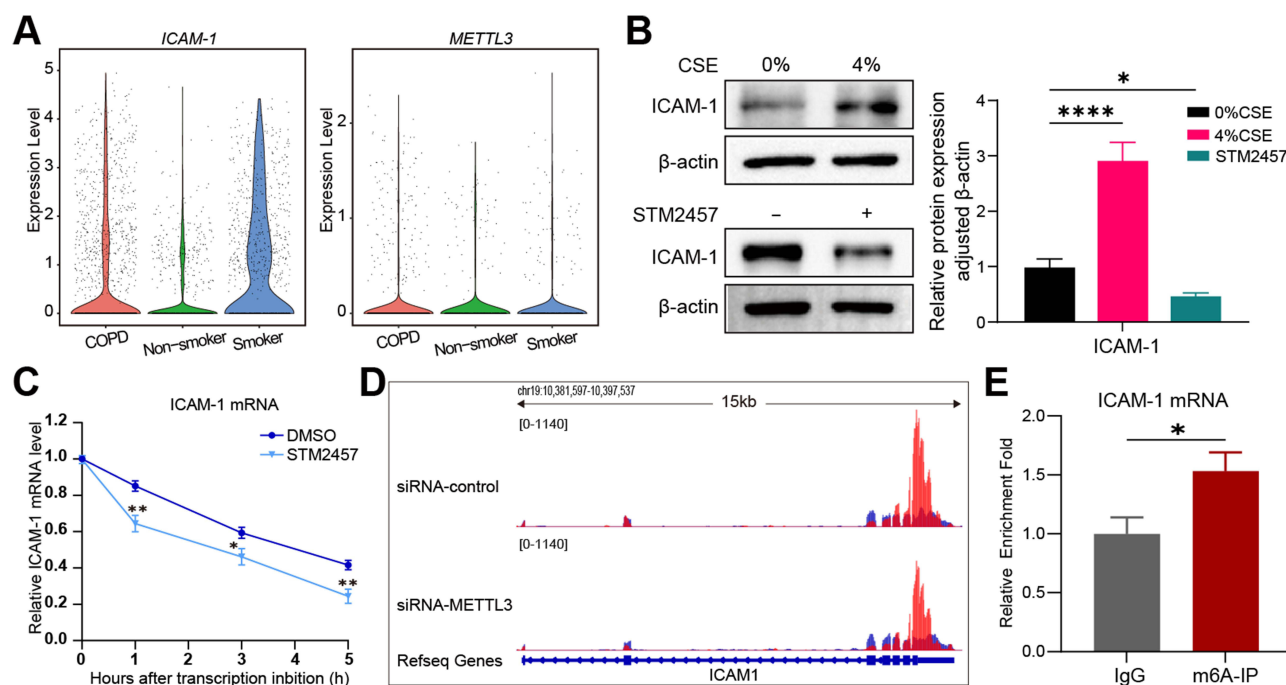 A
ICAM-1
METTL3
Expression Level
5
4
3
2
1
0
COPD
Non-smoker
Smoker
Expression Level
2
1
0
COPD
Non-smoker
Smoker
B
CSE 0% 4%
ICAM-1
β-actin
STM2457 – +
ICAM-1
β-actin
Relative protein expression
adjusted β-actin
4
3
2
1
0
****
*
0%CSE
4%CSE
STM2457
ICAM-1
C
ICAM-1 mRNA
Relative ICAM-1 mRNA level
1.2
1.0
0.8
0.6
0.4
0.2
0.0
DMSO
STM2457
**
*
**
0 1 2 3 4 5
Hours after transcription inbition (h)
D
chr19:10,381,597-10,397,537
15kb
[0-1140]
siRNA-control
[0-1140]
siRNA-METTL3
Refseq Genes
ICAM1
E
ICAM-1 mRNA
Relative Enrichment Fold
2.0
1.5
1.0
0.5
0.0
*
IgG
m6A-IP